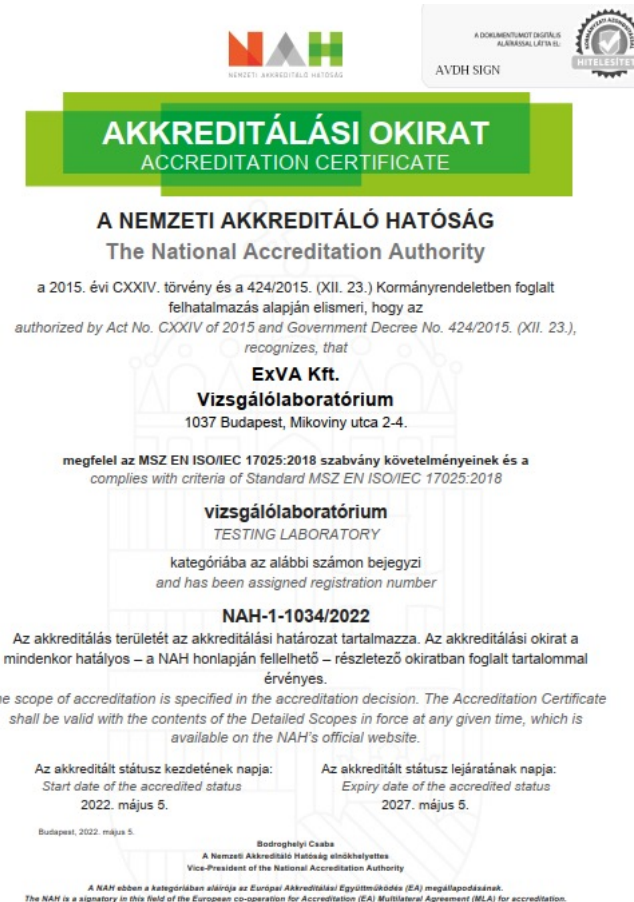 NAH
NEMZETI AKKREDITÁLÓ HATÓSÁG
A DOKUMENTUMOT DIGITÁLIS
ALÁÍRÁSSAL LÁTTA EL:
AVDH SIGN
HITELESÍTET
AKKREDITÁLÁSI OKIRAT
ACCREDITATION CERTIFICATE
A NEMZETI AKKREDITÁLÓ HATÓSÁG
The National Accreditation Authority
a 2015. évi CXXIV. törvény és a 424/2015. (XII. 23.) Kormányrendeletben foglalt
felhatalmazás alapján elismeri, hogy az
authorized by Act No. CXXIV of 2015 and Government Decree No. 424/2015. (XII. 23.),
recognizes, that
ExVA Kft.
Vizsgálólaboratórium
1037 Budapest, Mikoviny utca 2-4.
megfelel az MSZ EN ISO/IEC 17025:2018 szabvány követelményeinek és a
complies with criteria of Standard MSZ EN ISO/IEC 17025:2018
vizsgálólaboratórium
TESTING LABORATORY
kategóriába az alábbi számon bejegyzi
and has been assigned registration number
NAH-1-1034/2022
Az akkreditálás területét az akkreditálási határozat tartalmazza. Az akkreditálási okirat a
mindenkor hatályos – a NAH honlapján fellelhető – részletező okiratban foglalt tartalommal
érvényes.
he scope of accreditation is specified in the accreditation decision. The Accreditation Certificate
shall be valid with the contents of the Detailed Scopes in force at any given time, which is
available on the NAH's official website.
Az akkreditált státusz kezdetének napja: Az akkreditált státusz lejáratának napja:
Start date of the accredited status Expiry date of the accredited status
2022. május 5. 2027. május 5.
Budapest, 2022. május 5.
Bodroghelyi Csaba
A Nemzeti Akkreditáló Hatóság elnökhelyettes
Vice-President of the National Accreditation Authority
A NAH ebben a kategóriában aláírója az Európai Akkreditálási Együttműködés (EA) megállapodásának.
The NAH is a signatory in this field of the European co-operation for Accreditation (EA) Multilateral Agreement (MLA) for accreditation.